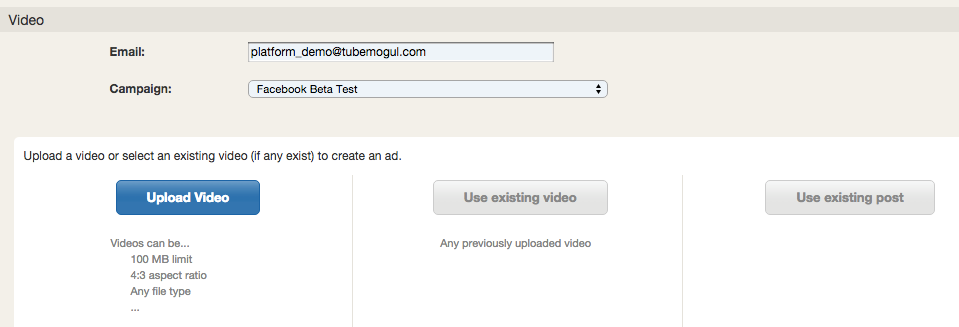 Video
Email: platform_demo@tubemogul.com
Campaign: Facebook Beta Test
Upload a video or select an existing video (if any exist) to create an ad.
Upload Video Use existing video Use existing post
Videos can be... Any previously uploaded video
100 MB limit
4:3 aspect ratio
Any file type
...